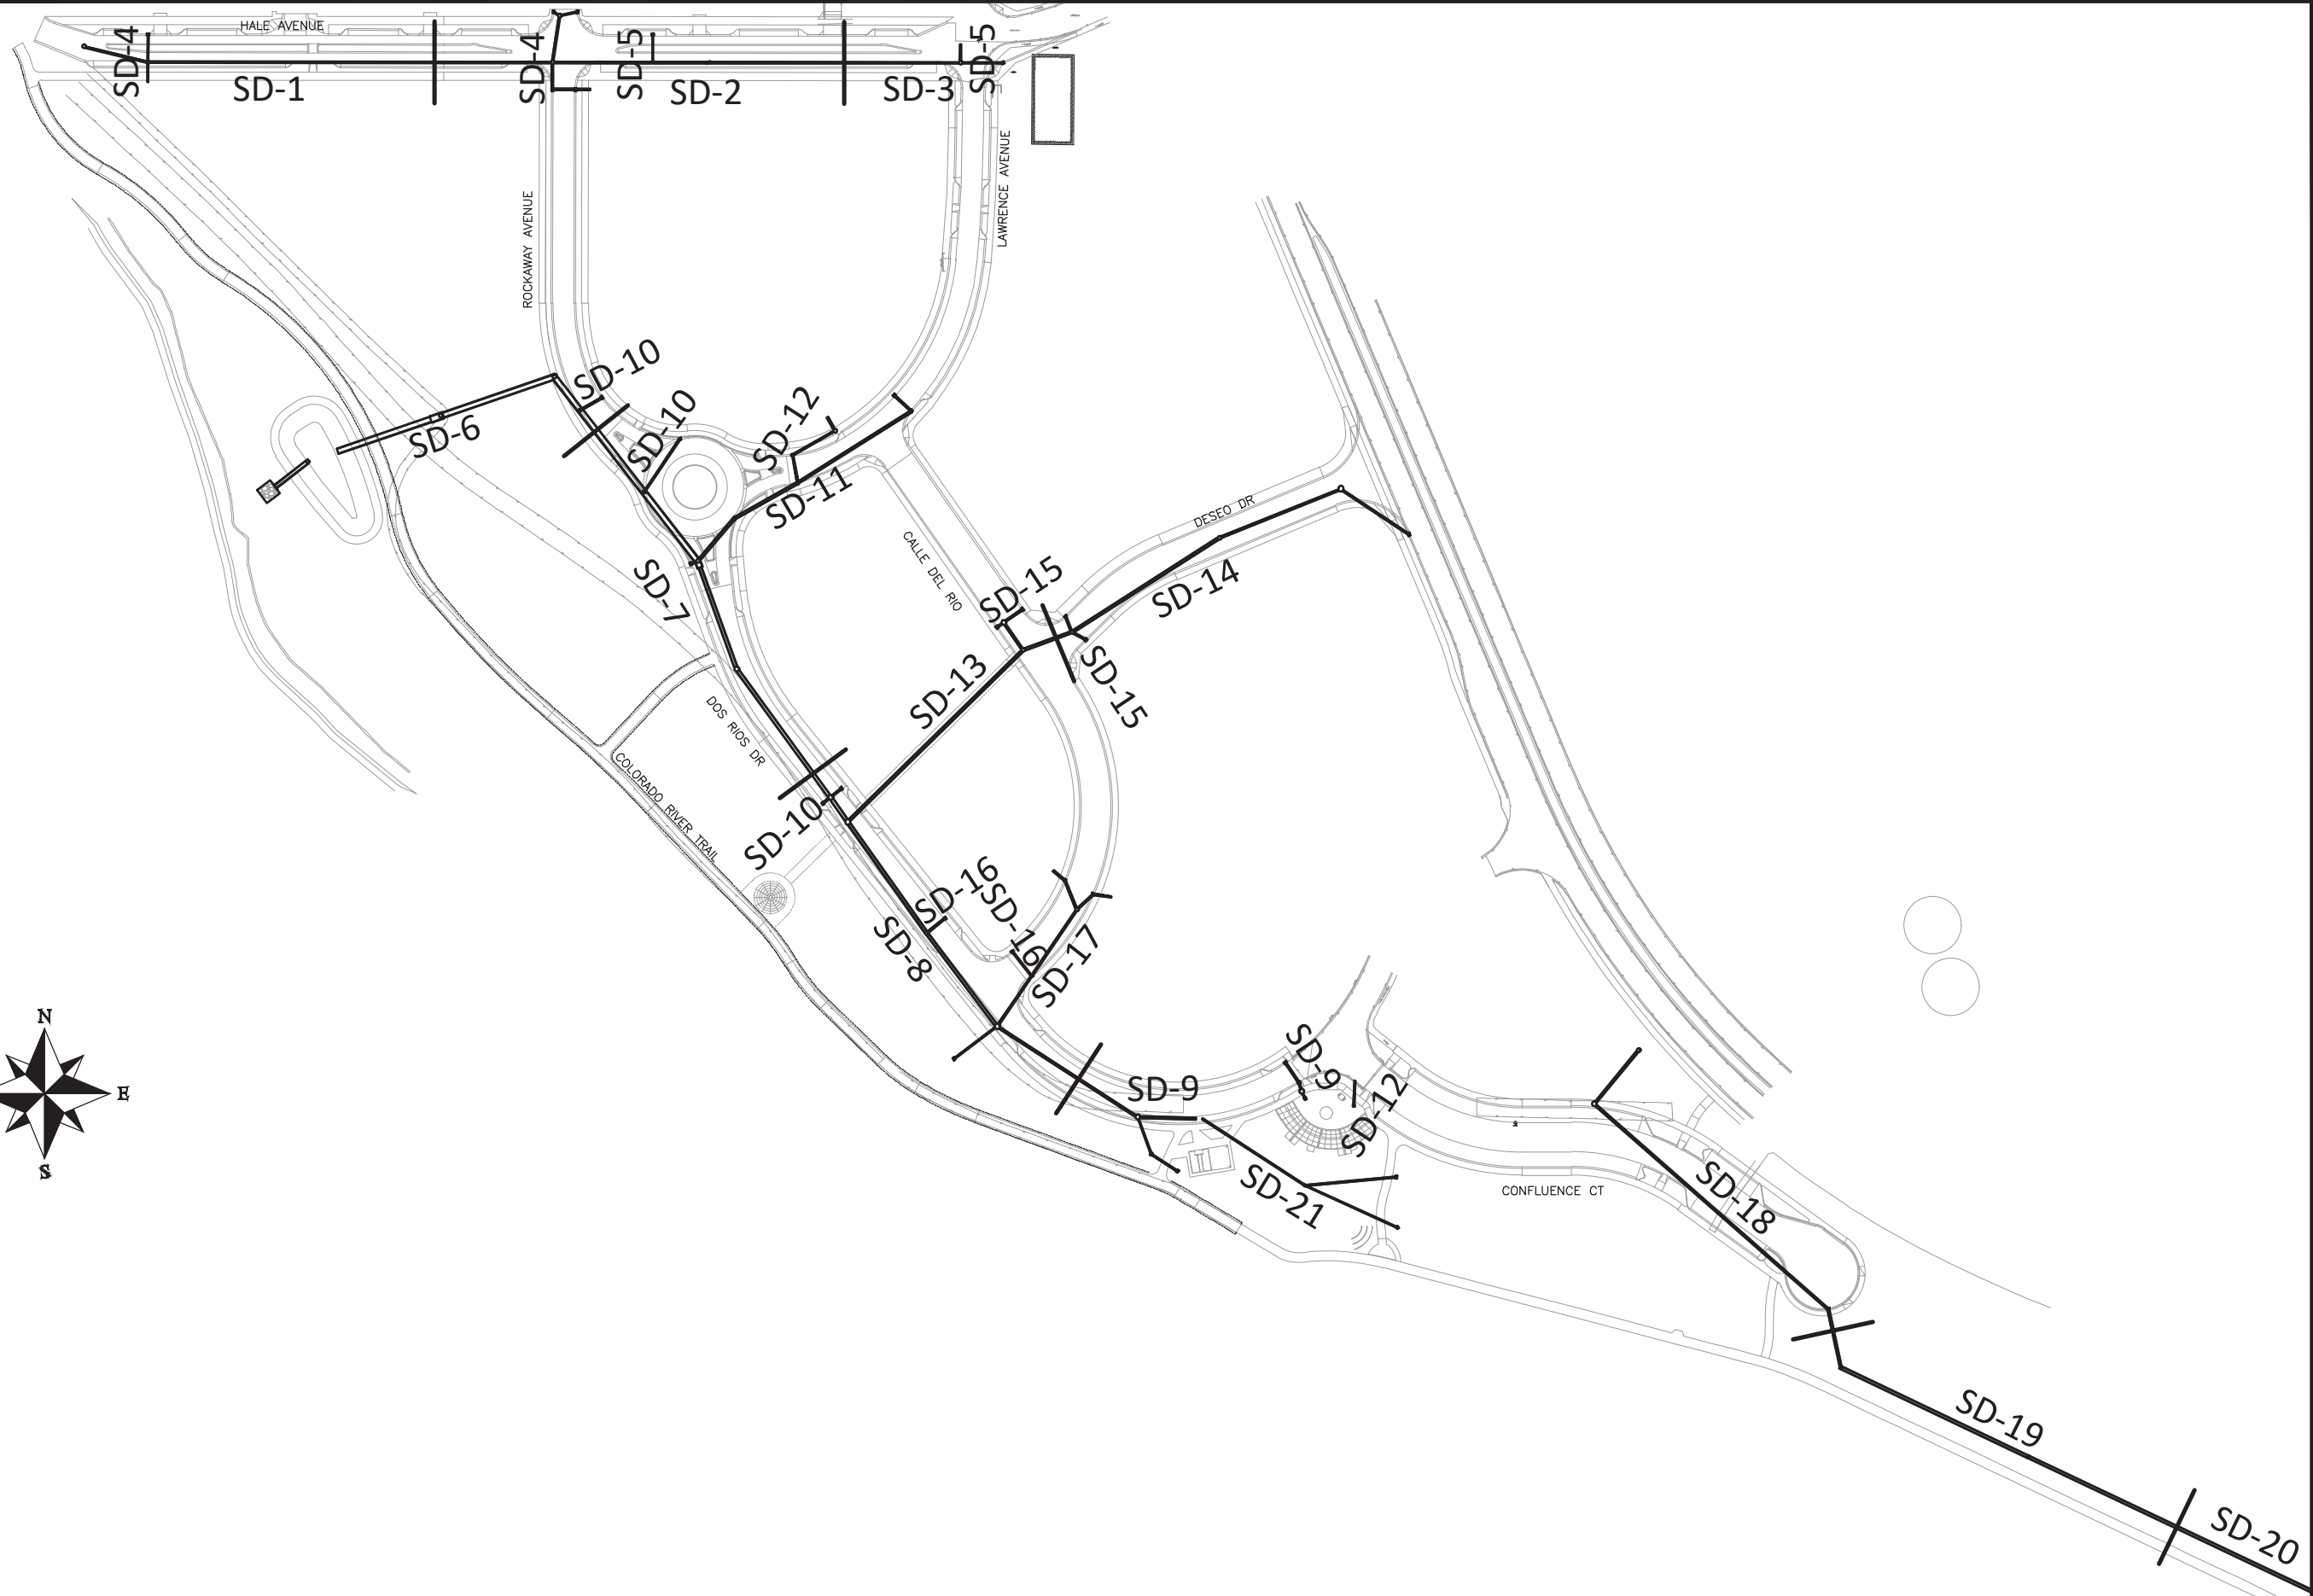 HALE AVENUE
SD-4
SD-1
SD-4
SD-5
SD-2
SD-3
SD-5
ROCKAWAY AVENUE
LAWRENCE AVENUE
SD-10
SD-10
SD-12
SD-6
SD-11
DESEO DR
CALLE DEL RIO
SD-7
SD-15
SD-14
SD-13
SD-15
DOS RIOS DR
COLORADO RIVER TRAIL
SD-10
SD-16
SD-16
SD-8
SD-17
N
E
S
SD-9
SD-9 /
SD-12
SD-21
CONFLUENCE CT
SD-18
SD-19
SD-20